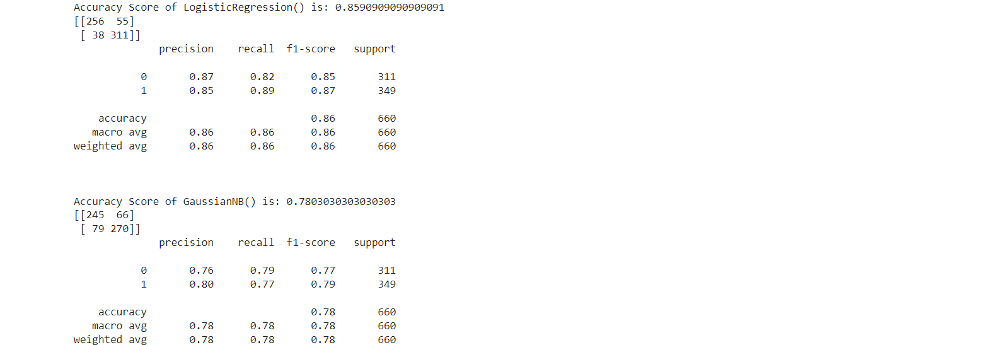 Accuracy Score of LogisticRegression() is: 0.8590909090909091
[[256  55]
 [ 38 311]]
              precision    recall  f1-score   support

           0       0.87      0.82      0.85       311
           1       0.85      0.89      0.87       349

    accuracy                           0.86       660
   macro avg       0.86      0.86      0.86       660
weighted avg       0.86      0.86      0.86       660

Accuracy Score of GaussianNB() is: 0.7803030303030303
[[245  66]
 [ 79 270]]
              precision    recall  f1-score   support

           0       0.76      0.79      0.77       311
           1       0.80      0.77      0.79       349

    accuracy                           0.78       660
   macro avg       0.78      0.78      0.78       660
weighted avg       0.78      0.78      0.78       660